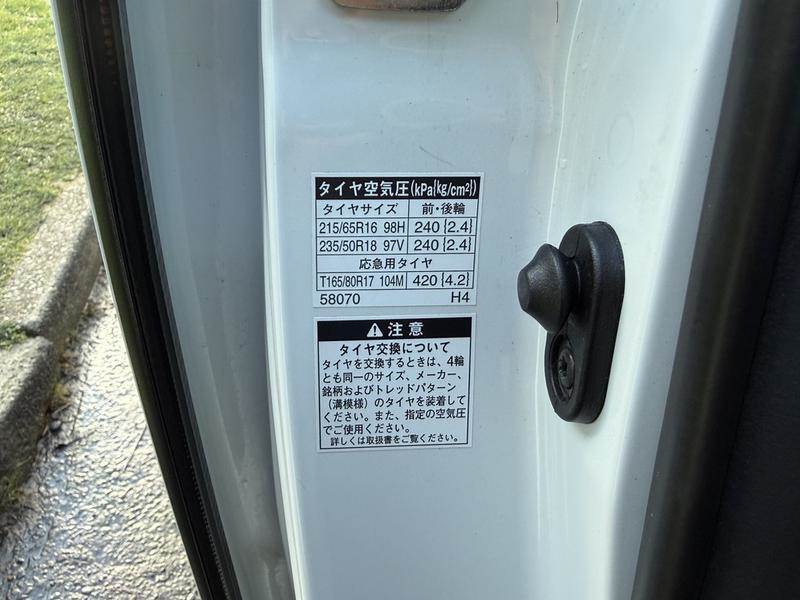 タイヤ空気圧(kPa{kg/cm²})
タイヤサイズ 前・後輪
215/65R16 98H 240 {2.4}
235/50R18 97V 240 {2.4}
応急用タイヤ
T165/80R17 104M 420 {4.2}
58070 H4
⚠注意
タイヤ交換について
タイヤを交換するときは、4輪
とも同一のサイズ、メーカー、
銘柄およびトレッドパターン
(溝模様)のタイヤを装着して
ください。また、指定の空気圧
でご使用ください。
詳しくは取扱書をご覧ください。